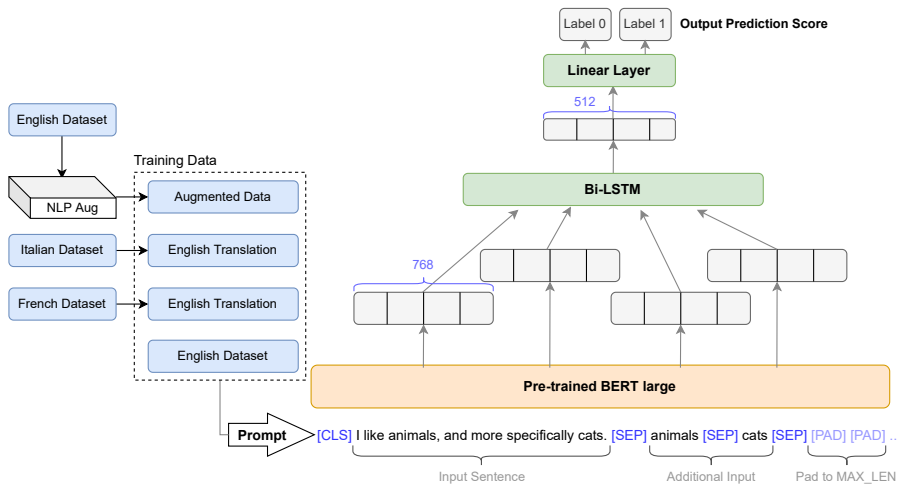 Label 0
Label 1
Output Prediction Score
Linear Layer
512
English Dataset
Training Data
NLP Aug
Augmented Data
Bi-LSTM
Italian Dataset
English Translation
768
French Dataset
English Translation
English Dataset
Pre-trained BERT large
Prompt
[CLS] I like animals, and more specifically cats. [SEP] animals [SEP] cats [SEP] [PAD] [PAD] ..
Input Sentence
Additional Input
Pad to MAX_LEN